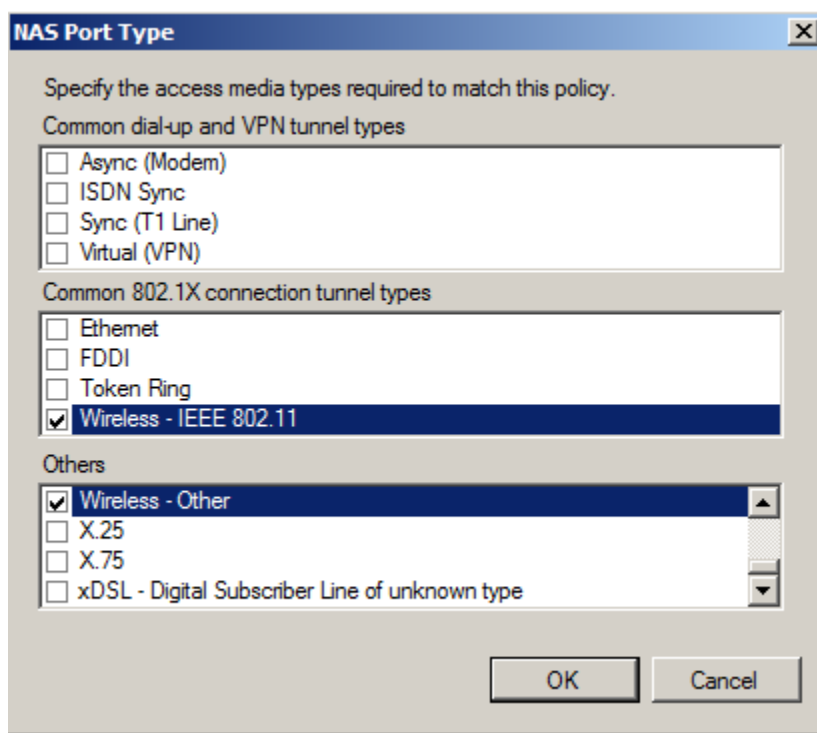 NAS Port Type
Specify the access media types required to match this policy.
Common dial-up and VPN tunnel types
Async (Modem)
ISDN Sync
Sync (T1 Line)
Virtual (VPN)
Common 802.1X connection tunnel types
Ethernet
FDDI
Token Ring
Wireless - IEEE 802.11
Others
Wireless - Other
X.25
X.75
xDSL - Digital Subscriber Line of unknown type
OK Cancel